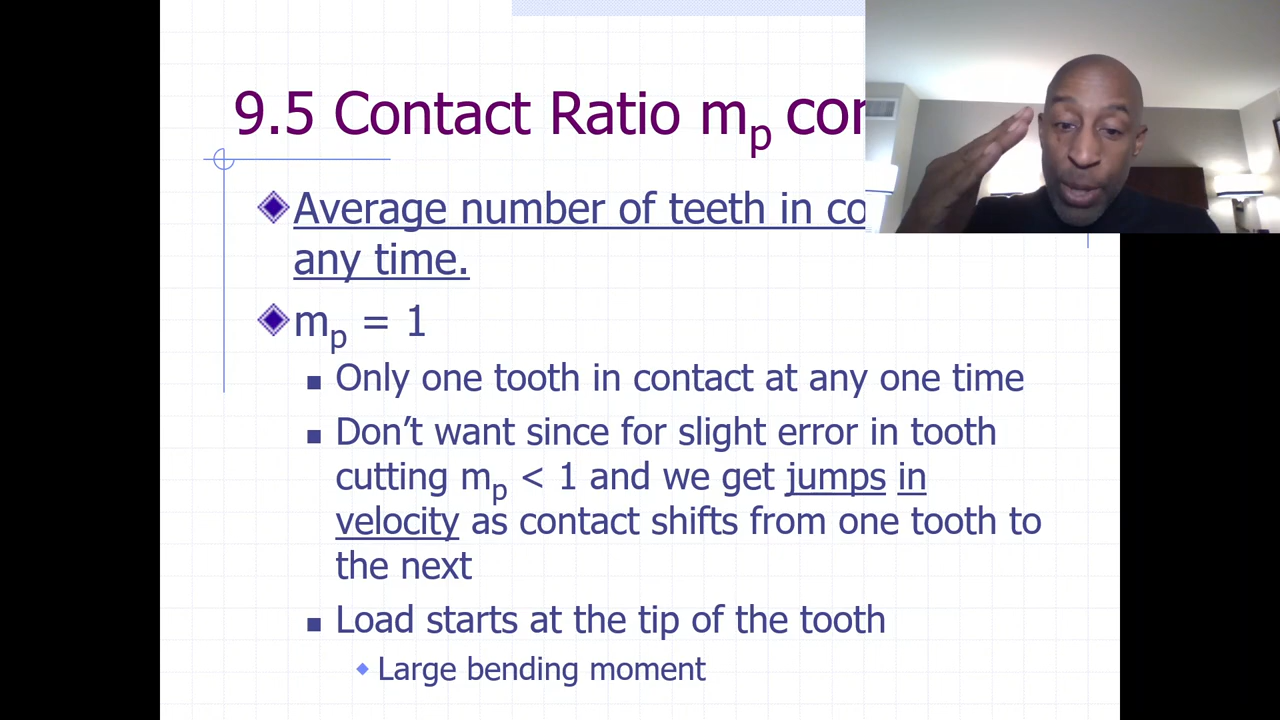 9.5 Contact Ratio mp con
Average number of teeth in co
any time.
mp = 1
Only one tooth in contact at any one time
Don’t want since for slight error in tooth
cutting mp < 1 and we get jumps in
velocity as contact shifts from one tooth to
the next
Load starts at the tip of the tooth
Large bending moment